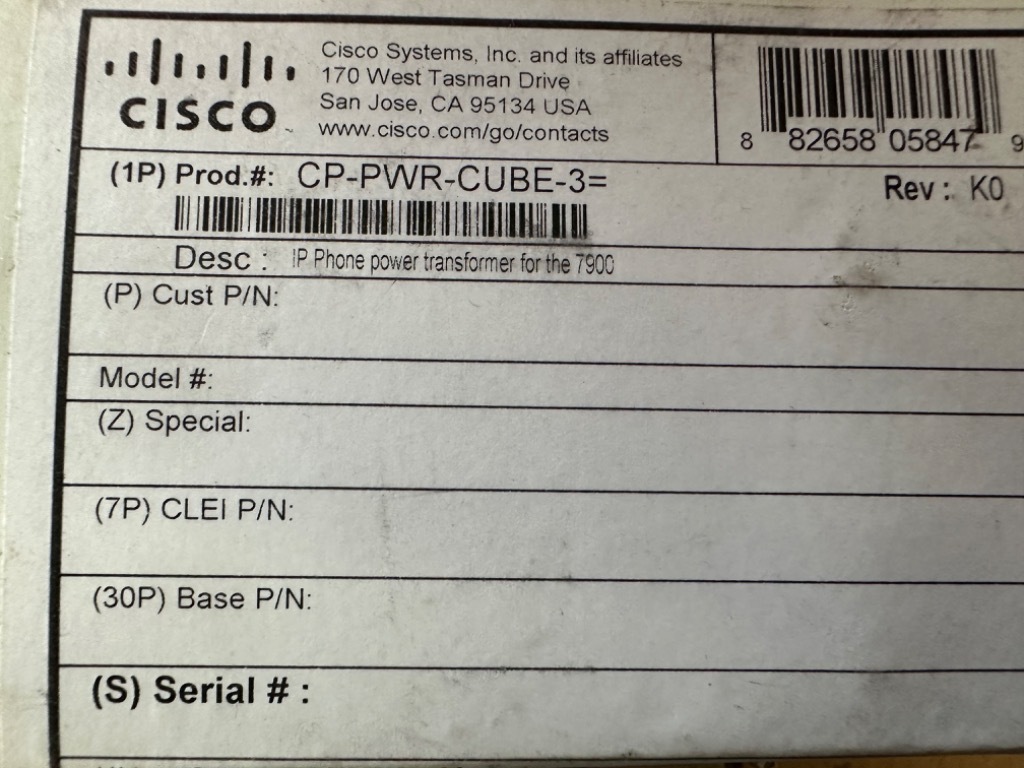 CISCO
Cisco Systems, Inc. and its affiliates
170 West Tasman Drive
San Jose, CA 95134 USA
www.cisco.com/go/contacts
8 82658 05847 9
(1P) Prod.#: CP-PWR-CUBE-3=
Rev : K0
Desc : IP Phone power transformer for the 7900
(P) Cust P/N:
Model #:
(Z) Special:
(7P) CLEI P/N:
(30P) Base P/N:
(S) Serial # :